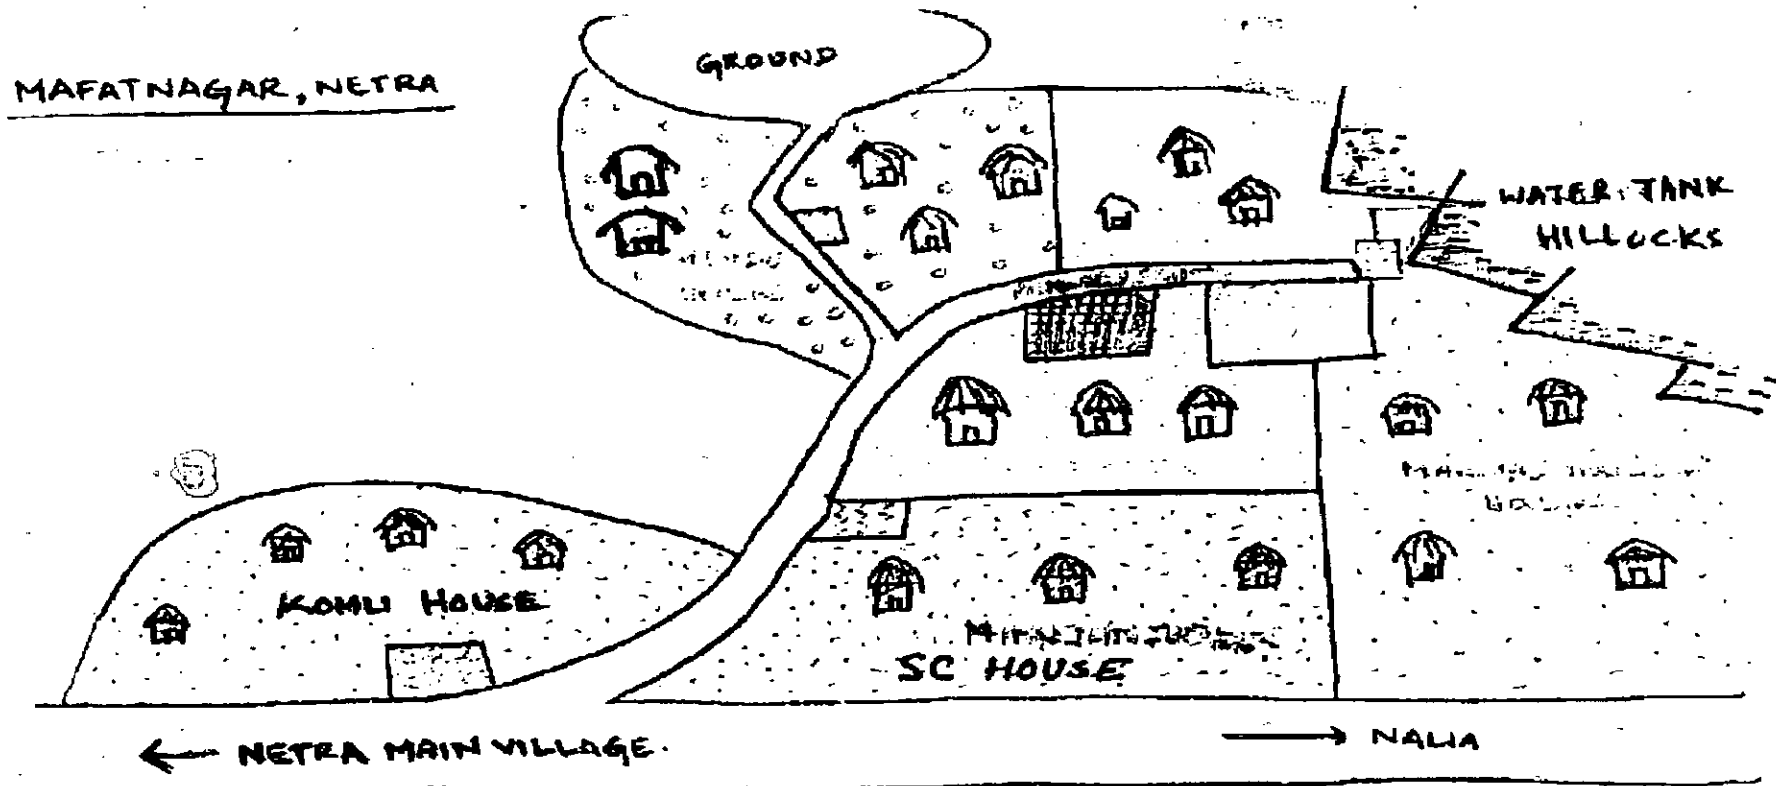 MAFATNAGAR, NETRA
GROUND
WATER TANK
HILLOCKS
KOHLI HOUSE
SC HOUSE
← NETRA MAIN VILLAGE.
→ NALIA